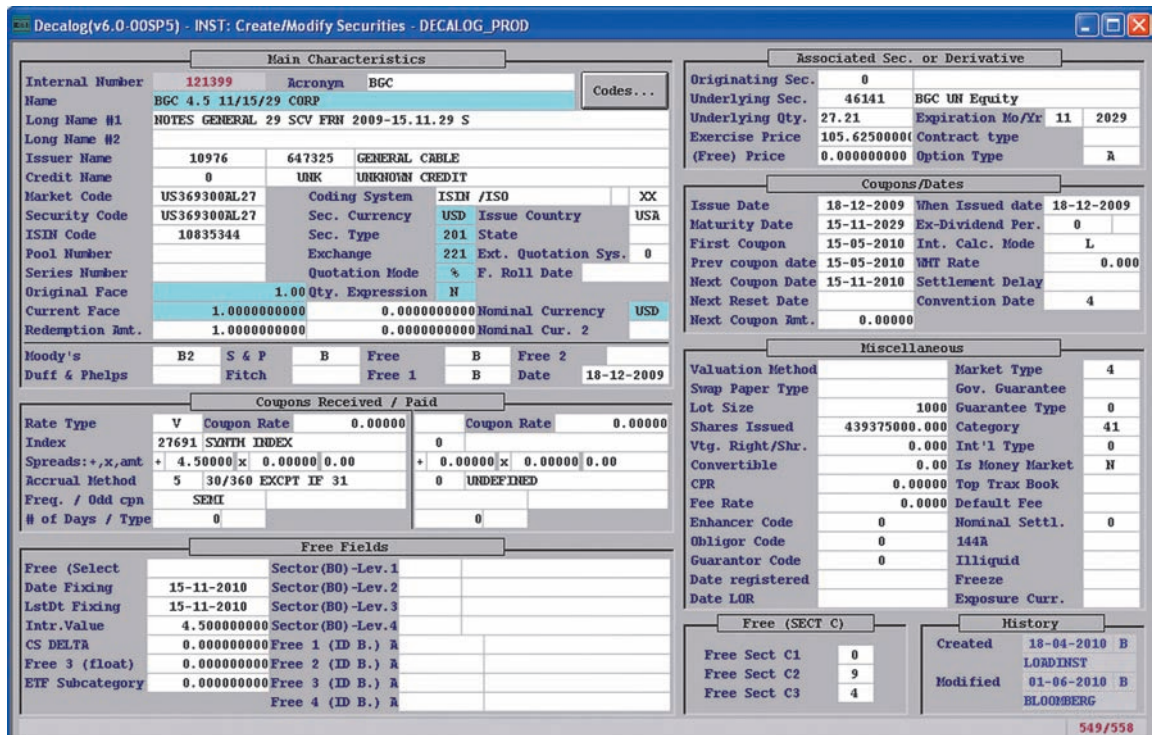 Decalog(v6.0-00SP5) - INST: Create/Modify Securities - DECALOG_PROD
Main Characteristics
Internal Number 121399 Acronym BGC Codes...
Name BGC 4.5 11/15/29 CORP
Long Name #1 NOTES GENERAL 29 SCV FRN 2009-15.11.29 S
Long Name #2
Issuer Name 10976 647325 GENERAL CABLE
Credit Name 0 UNK UNKNOWN CREDIT
Market Code US369300AL27 Coding System ISIN /ISO XX
Security Code US369300AL27 Sec. Currency USD Issue Country USA
ISIN Code 10835344 Sec. Type 201 State
Pool Number Exchange 221 Ext. Quotation Sys. 0
Series Number Quotation Mode % F. Roll Date
Original Face 1.00 Qty. Expression N
Current Face 1.0000000000 0.0000000000 Nominal Currency USD
Redemption Amt. 1.0000000000 0.0000000000 Nominal Cur. 2
Moody's B2 S & P B Free B Free 2
Duff & Phelps Fitch Free 1 B Date 18-12-2009
Coupons Received / Paid
Rate Type V Coupon Rate 0.00000 Coupon Rate 0.00000
Index 27691 SYNTH INDEX 0
Spreads:+,x,amt + 4.50000 x 0.00000 0.00 + 0.00000 x 0.00000 0.00
Accrual Method 5 30/360 EXCPT IF 31 0 UNDEFINED
Freq. / Odd cpn SEMI
# of Days / Type 0 0
Free Fields
Free (Select Sector(BO)-Lev.1
Date Fixing 15-11-2010 Sector(BO)-Lev.2
LstDt Fixing 15-11-2010 Sector(BO)-Lev.3
Intr.Value 4.500000000 Sector(BO)-Lev.4
CS DELTA 0.000000000 Free 1 (ID B.) A
Free 3 (float) 0.000000000 Free 2 (ID B.) A
ETF Subcategory 0.000000000 Free 3 (ID B.) A
Free 4 (ID B.) A
Associated Sec. or Derivative
Originating Sec. 0
Underlying Sec. 46141 BGC UN Equity
Underlying Qty. 27.21 Expiration Mo/Yr 11 2029
Exercise Price 105.62500000 Contract type
(Free) Price 0.000000000 Option Type A
Coupons/Dates
Issue Date 18-12-2009 When Issued date 18-12-2009
Maturity Date 15-11-2029 Ex-Dividend Per. 0
First Coupon 15-05-2010 Int. Calc. Mode L
Prev coupon date 15-05-2010 WHT Rate 0.000
Next Coupon Date 15-11-2010 Settlement Delay
Next Reset Date Convention Date 4
Next Coupon Amt. 0.00000
Miscellaneous
Valuation Method Market Type 4
Swap Paper Type Gov. Guarantee
Lot Size 1000 Guarantee Type 0
Shares Issued 439375000.000 Category 41
Vtg. Right/Shr. 0.000 Int'l Type 0
Convertible 0.00 Is Money Market N
CPR 0.00000 Top Trax Book
Fee Rate 0.0000 Default Fee
Enhancer Code 0 Nominal Settl. 0
Obligor Code 0 144A
Guarantor Code 0 Illiquid
Date registered Freeze
Date LOR Exposure Curr.
Free (SECT C)
Free Sect C1 0
Free Sect C2 9
Free Sect C3 4
History
Created 18-04-2010 B
LOADINST
Modified 01-06-2010 B
BLOOMBERG
549/558